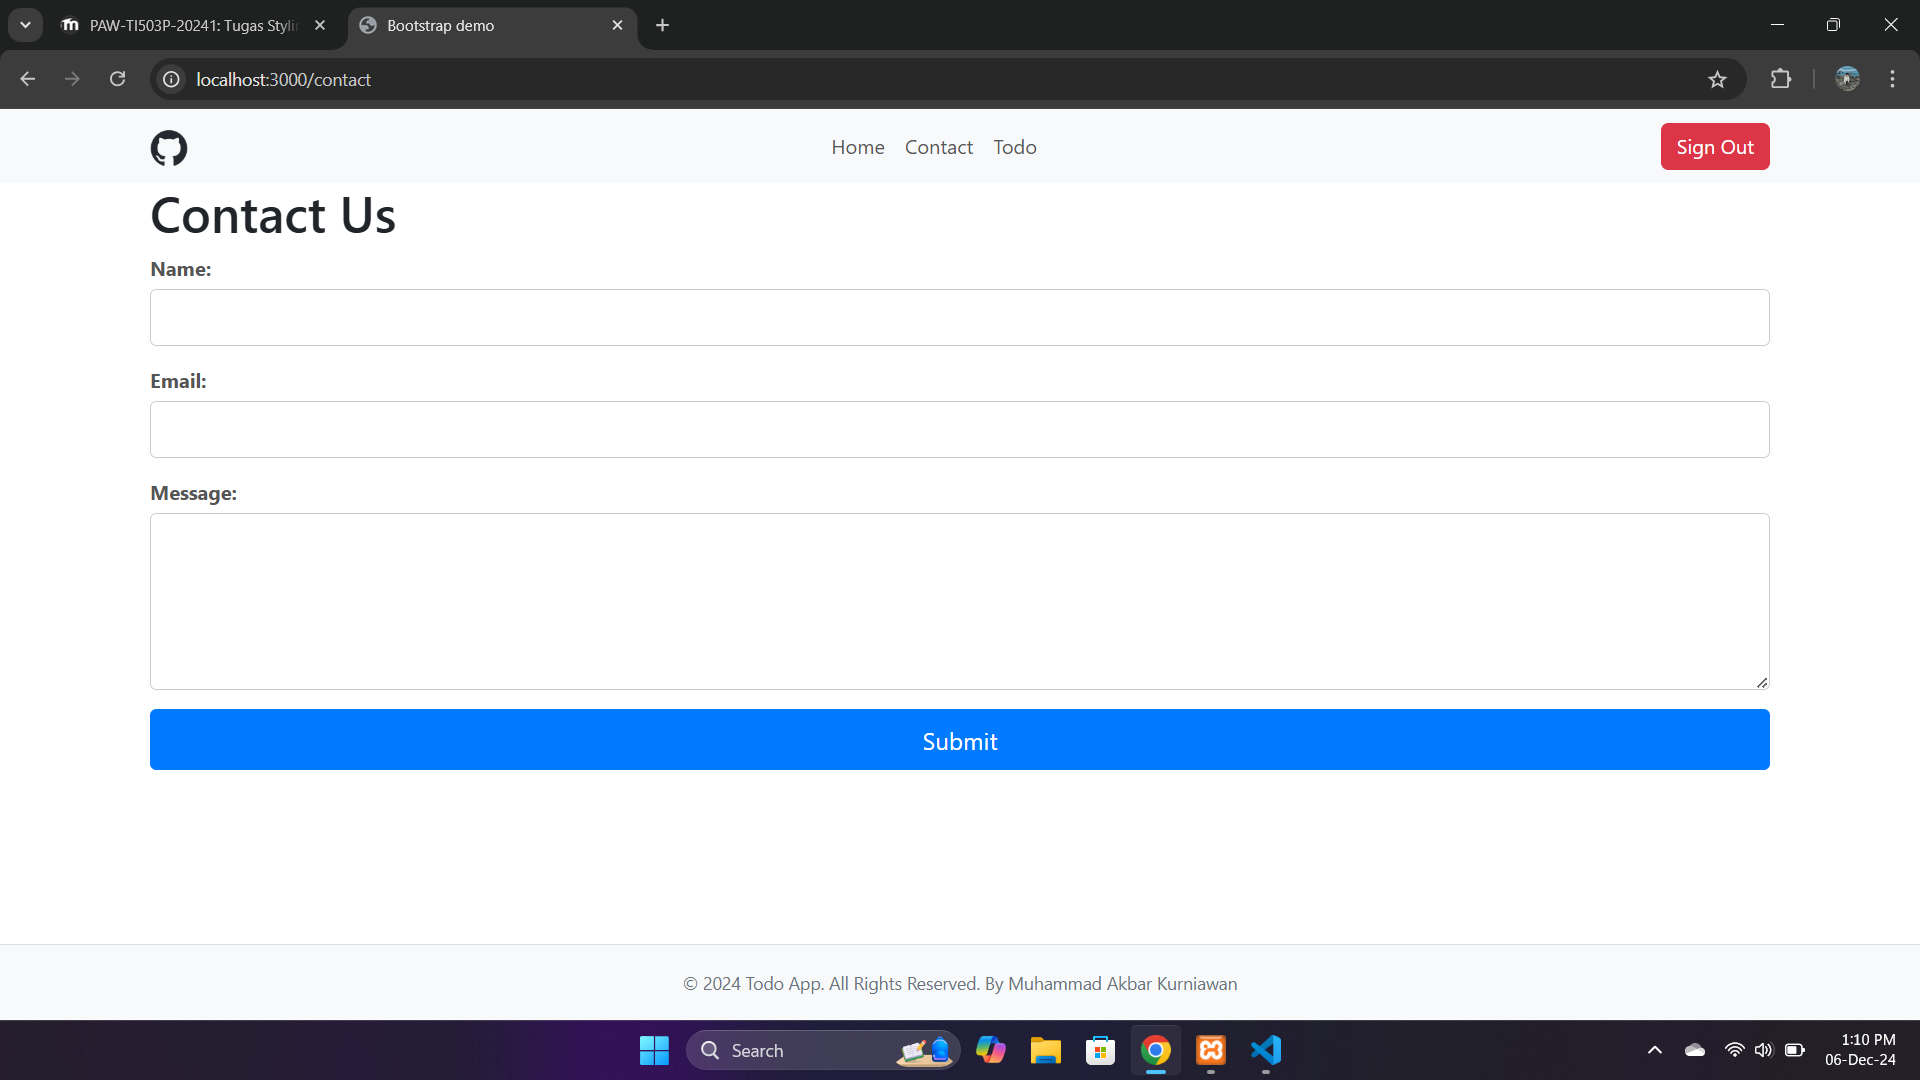 PAW-TI503P-20241: Tugas Styli
Bootstrap demo
localhost:3000/contact
Home Contact Todo
Sign Out
Contact Us
Name:
Email:
Message:
Submit
© 2024 Todo App. All Rights Reserved. By Muhammad Akbar Kurniawan
Search
1:10 PM
06-Dec-24